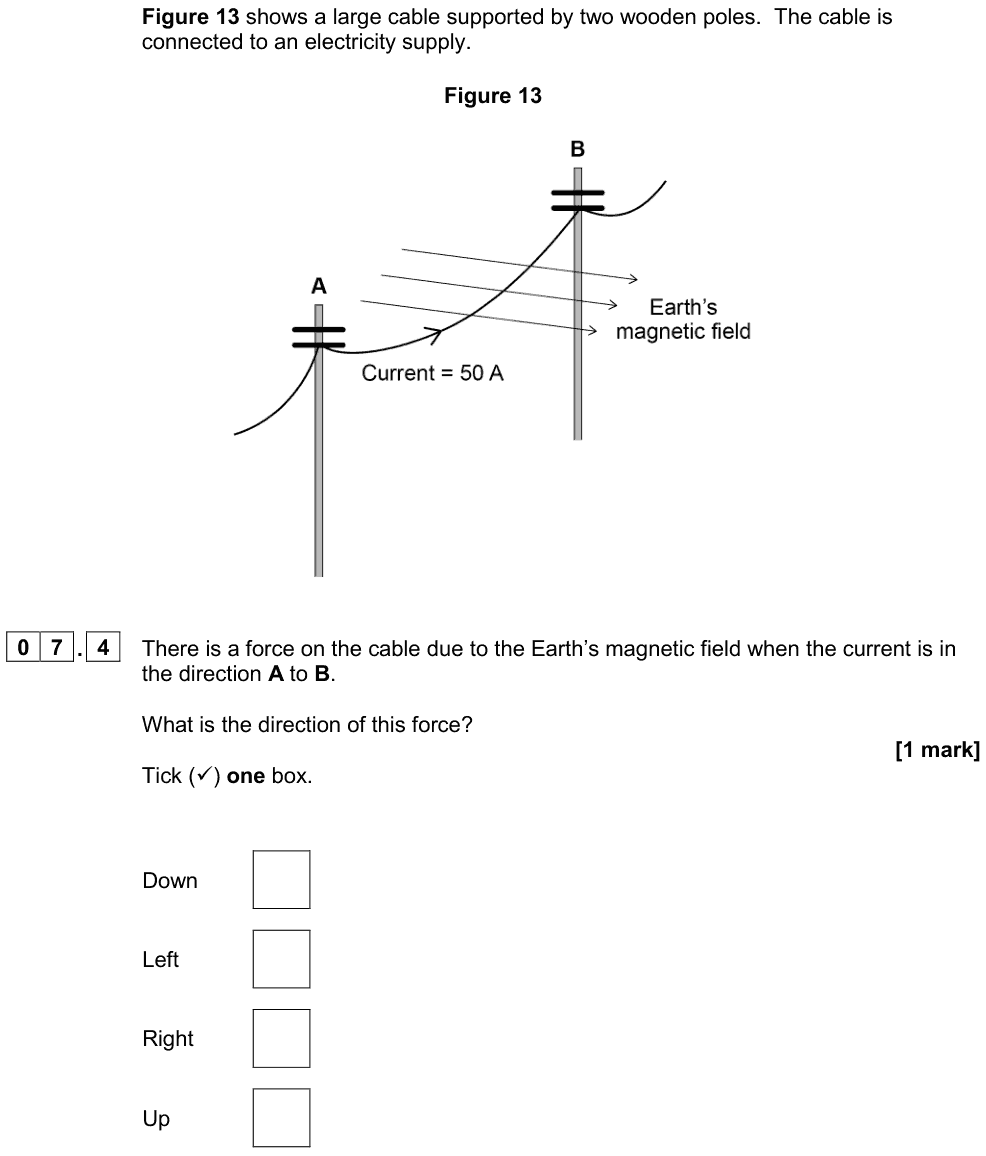 Figure 13 shows a large cable supported by two wooden poles.  The cable is
connected to an electricity supply.
Figure 13
B
A
Earth’s
magnetic field
Current = 50 A
0 7 . 4 There is a force on the cable due to the Earth’s magnetic field when the current is in
the direction A to B.
What is the direction of this force?
[1 mark]
Tick (✓) one box.
Down
Left
Right
Up